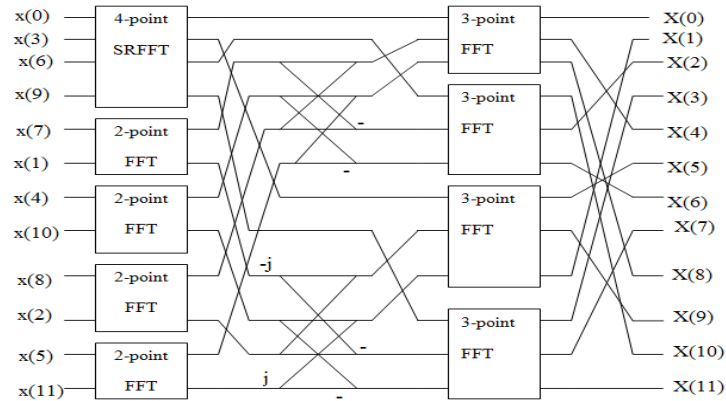 x(0)
x(3)
x(6)
x(9)
x(7)
x(1)
x(4)
x(10)
x(8)
x(2)
x(5)
x(11)
4-point
SRFFT
2-point
FFT
2-point
FFT
2-point
FFT
2-point
FFT
-
-
-j
-
j
-
3-point
FFT
3-point
FFT
3-point
FFT
3-point
FFT
X(0)
X(1)
X(2)
X(3)
X(4)
X(5)
X(6)
X(7)
X(8)
X(9)
X(10)
X(11)